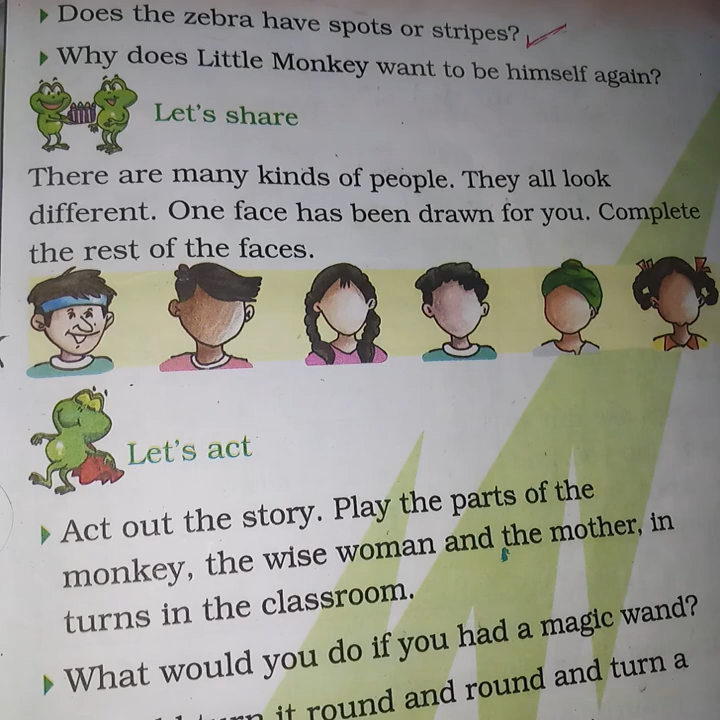 Does the zebra have spots or stripes?
Why does Little Monkey want to be himself again?
Let's share
There are many kinds of people. They all look
different. One face has been drawn for you. Complete
the rest of the faces.
Let's act
Act out the story. Play the parts of the
monkey, the wise woman and the mother, in
turns in the classroom.
What would you do if you had a magic wand?
it round and round and turn a